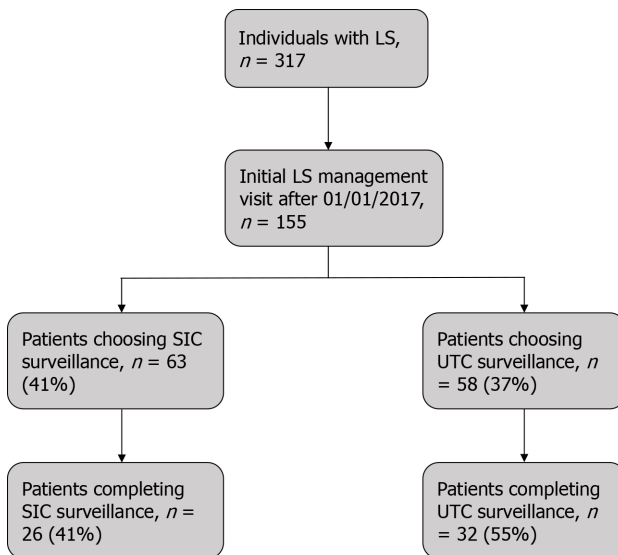 Individuals with LS,
n = 317
Initial LS management
visit after 01/01/2017,
n = 155
Patients choosing SIC
surveillance, n = 63
(41%)
Patients choosing
UTC surveillance, n
= 58 (37%)
Patients completing
SIC surveillance, n =
26 (41%)
Patients completing
UTC surveillance, n
= 32 (55%)